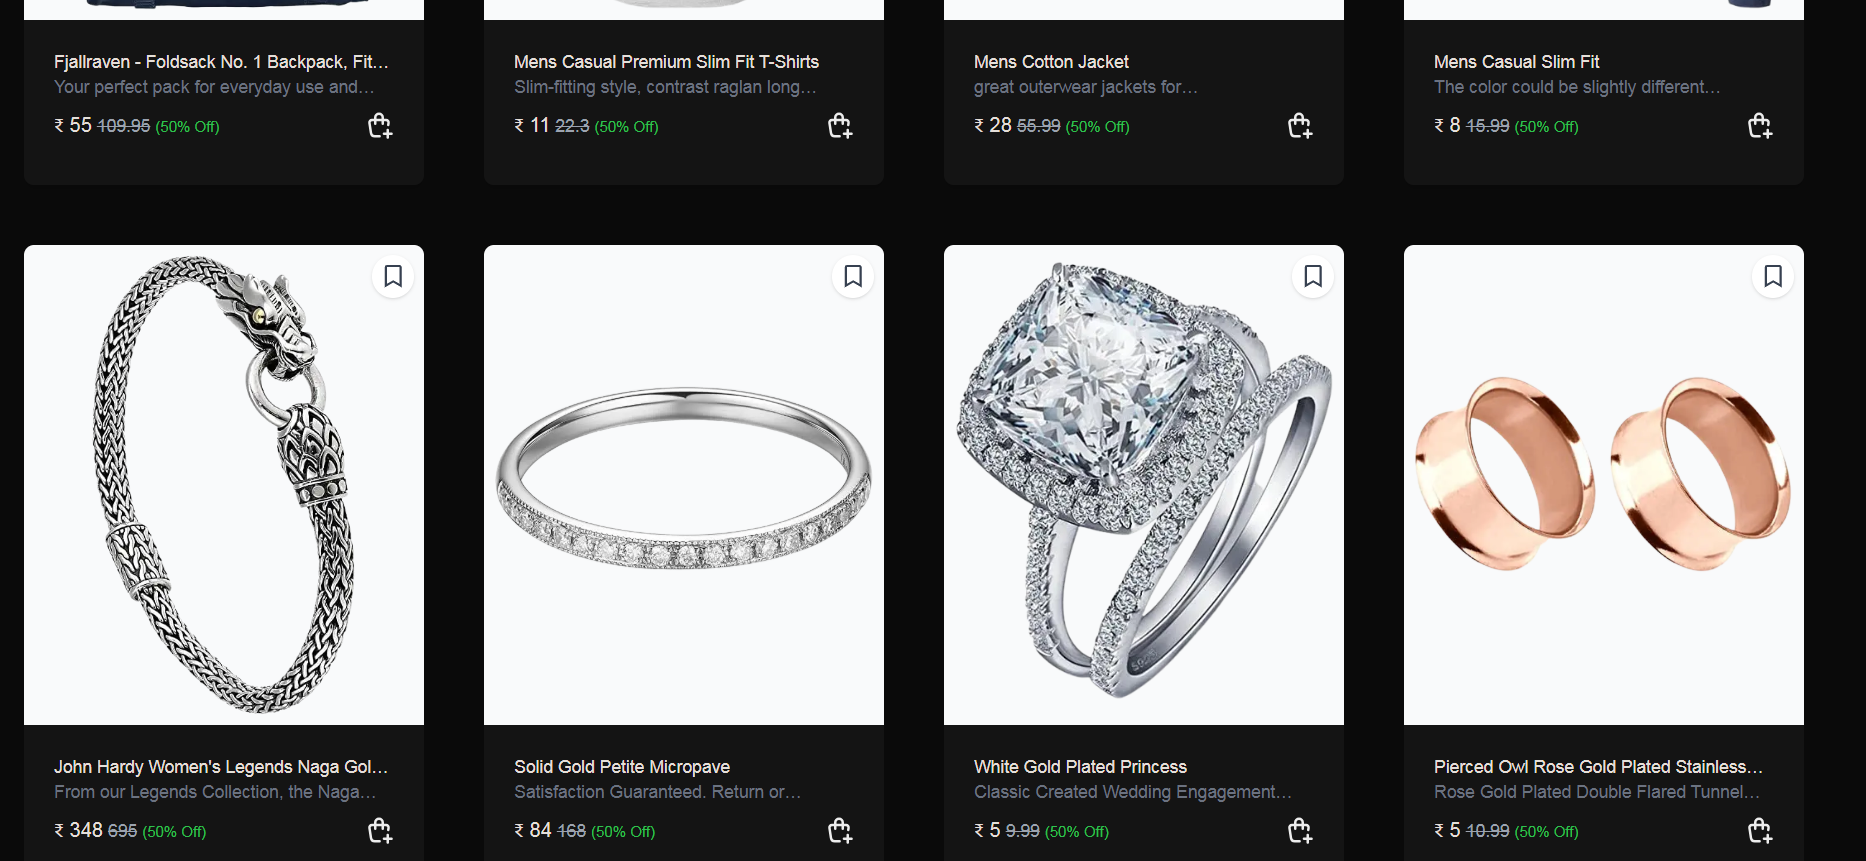 Fjallraven - Foldsack No. 1 Backpack, Fit...
Your perfect pack for everyday use and...
₹ 55 109.95 (50% Off)
Mens Casual Premium Slim Fit T-Shirts
Slim-fitting style, contrast raglan long...
₹ 11 22.3 (50% Off)
Mens Cotton Jacket
great outerwear jackets for...
₹ 28 55.99 (50% Off)
Mens Casual Slim Fit
The color could be slightly different...
₹ 8 15.99 (50% Off)
John Hardy Women's Legends Naga Gol...
From our Legends Collection, the Naga...
₹ 348 695 (50% Off)
Solid Gold Petite Micropave
Satisfaction Guaranteed. Return or...
₹ 84 168 (50% Off)
White Gold Plated Princess
Classic Created Wedding Engagement...
₹ 5 9.99 (50% Off)
Pierced Owl Rose Gold Plated Stainless...
Rose Gold Plated Double Flared Tunnel...
₹ 5 10.99 (50% Off)